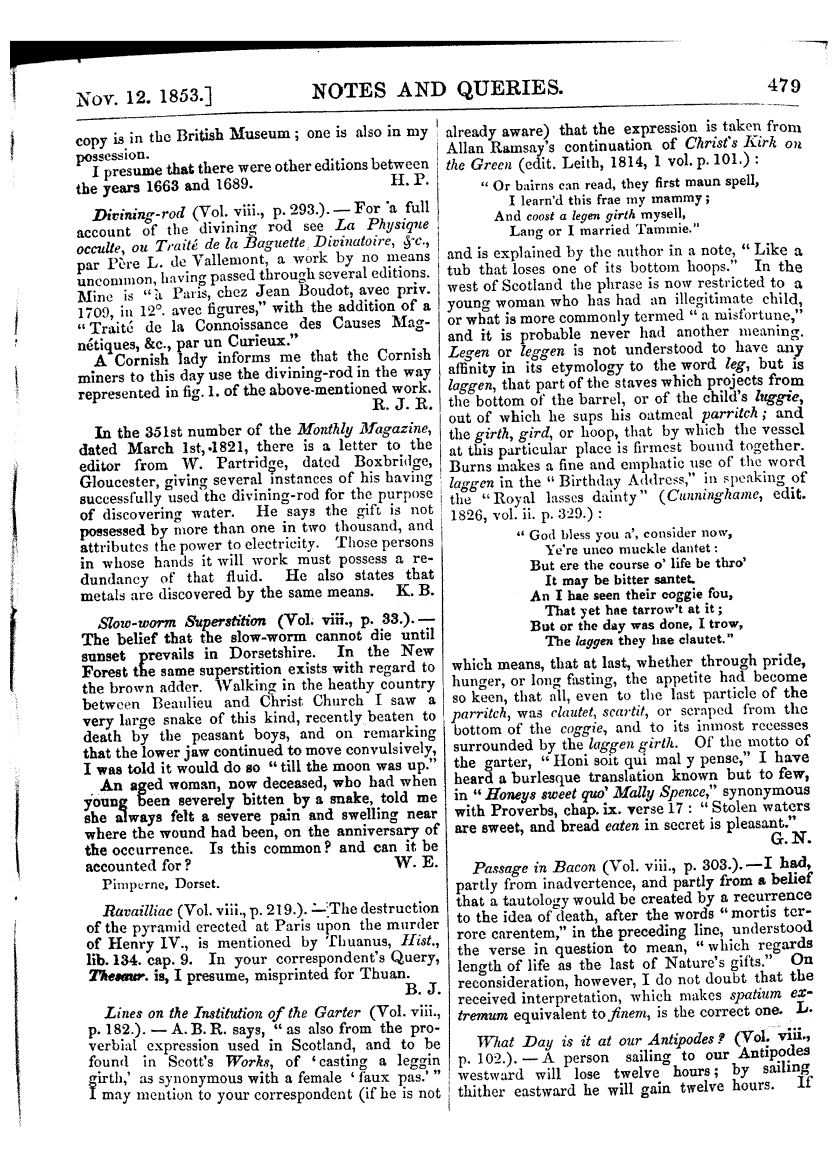 Nov. 12. 1853.] NOTES AND QUERIES. 479
copy is in the British Museum; one is also in my
possession.
I presume that there were other editions between
the years 1663 and 1689. H. P.
Divining-rod (Vol. viii., p. 293.).—For a full
account of the divining rod see La Physique
occulte, ou Traité de la Baguette Divinatoire, &c.,
par Père L. de Vallemont, a work by no means
uncommon, having passed through several editions.
Mine is "à Paris, chez Jean Boudot, avec priv.
1709, in 12°. avec figures," with the addition of a
"Traité de la Connoissance des Causes Mag-
nétiques, &c., par un Curieux."
A Cornish lady informs me that the Cornish
miners to this day use the divining-rod in the way
represented in fig. 1. of the above-mentioned work.
R. J. R.
In the 351st number of the Monthly Magazine,
dated March 1st, 1821, there is a letter to the
editor from W. Partridge, dated Boxbridge,
Gloucester, giving several instances of his having
successfully used the divining-rod for the purpose
of discovering water. He says the gift is not
possessed by more than one in two thousand, and
attributes the power to electricity. Those persons
in whose hands it will work must possess a re-
dundancy of that fluid. He also states that
metals are discovered by the same means. K. B.
Slow-worm Superstition (Vol. viii., p. 33.).—
The belief that the slow-worm cannot die until
sunset prevails in Dorsetshire. In the New
Forest the same superstition exists with regard to
the brown adder. Walking in the heathy country
between Beaulieu and Christ Church I saw a
very large snake of this kind, recently beaten to
death by the peasant boys, and on remarking
that the lower jaw continued to move convulsively,
I was told it would do so "till the moon was up."
An aged woman, now deceased, who had when
young been severely bitten by a snake, told me
she always felt a severe pain and swelling near
where the wound had been, on the anniversary of
the occurrence. Is this common? and can it be
accounted for? W. E.
Pimperne, Dorset.
Ravailliac (Vol. viii., p. 219.).—The destruction
of the pyramid erected at Paris upon the murder
of Henry IV., is mentioned by Thuanus, Hist.,
lib. 134. cap. 9. In your correspondent's Query,
Thesaur. is, I presume, misprinted for Thuan.
B. J.
Lines on the Institution of the Garter (Vol. viii.,
p. 182.).—A. B. R. says, "as also from the pro-
verbial expression used in Scotland, and to be
found in Scott's Works, of 'casting a leggin
girth,' as synonymous with a female 'faux pas.'"
I may mention to your correspondent (if he is not
already aware) that the expression is taken from
Allan Ramsay's continuation of Christ's Kirk on
the Green (edit. Leith, 1814, 1 vol. p. 101.):
"Or bairns can read, they first maun spell,
I learn'd this frae my mammy;
And coost a legen girth mysell,
Lang or I married Tammie."
and is explained by the author in a note, "Like a
tub that loses one of its bottom hoops." In the
west of Scotland the phrase is now restricted to a
young woman who has had an illegitimate child,
or what is more commonly termed "a misfortune,"
and it is probable never had another meaning.
Legen or leggen is not understood to have any
affinity in its etymology to the word leg, but is
laggen, that part of the staves which projects from
the bottom of the barrel, or of the child's luggie,
out of which he sups his oatmeal parritch; and
the girth, gird, or hoop, that by which the vessel
at this particular place is firmest bound together.
Burns makes a fine and emphatic use of the word
laggen in the "Birthday Address," in speaking of
the "Royal lasses dainty" (Cunninghame, edit.
1826, vol. ii. p. 329.):
"God bless you a', consider now,
Ye're unco muckle dautet:
But ere the course o' life be thro'
It may be bitter santet.
An I hae seen their coggie fou,
That yet hae tarrow't at it;
But or the day was done, I trow,
The laggen they hae clautet."
which means, that at last, whether through pride,
hunger, or long fasting, the appetite had become
so keen, that all, even to the last particle of the
parritch, was clautet, scartit, or scraped from the
bottom of the coggie, and to its inmost recesses
surrounded by the laggen girth. Of the motto of
the garter, "Honi soit qui mal y pense," I have
heard a burlesque translation known but to few,
in "Honeys sweet quo' Mally Spence," synonymous
with Proverbs, chap. ix. verse 17: "Stolen waters
are sweet, and bread eaten in secret is pleasant."
G. N.
Passage in Bacon (Vol. viii., p. 303.).—I had,
partly from inadvertence, and partly from a belief
that a tautology would be created by a recurrence
to the idea of death, after the words "mortis ter-
rore carentem," in the preceding line, understood
the verse in question to mean, "which regards
length of life as the last of Nature's gifts." On
reconsideration, however, I do not doubt that the
received interpretation, which makes spatium ex-
tremum equivalent to finem, is the correct one. L.
What Day is it at our Antipodes? (Vol. viii.,
p. 102.).—A person sailing to our Antipodes
westward will lose twelve hours; by sailing
thither eastward he will gain twelve hours. If